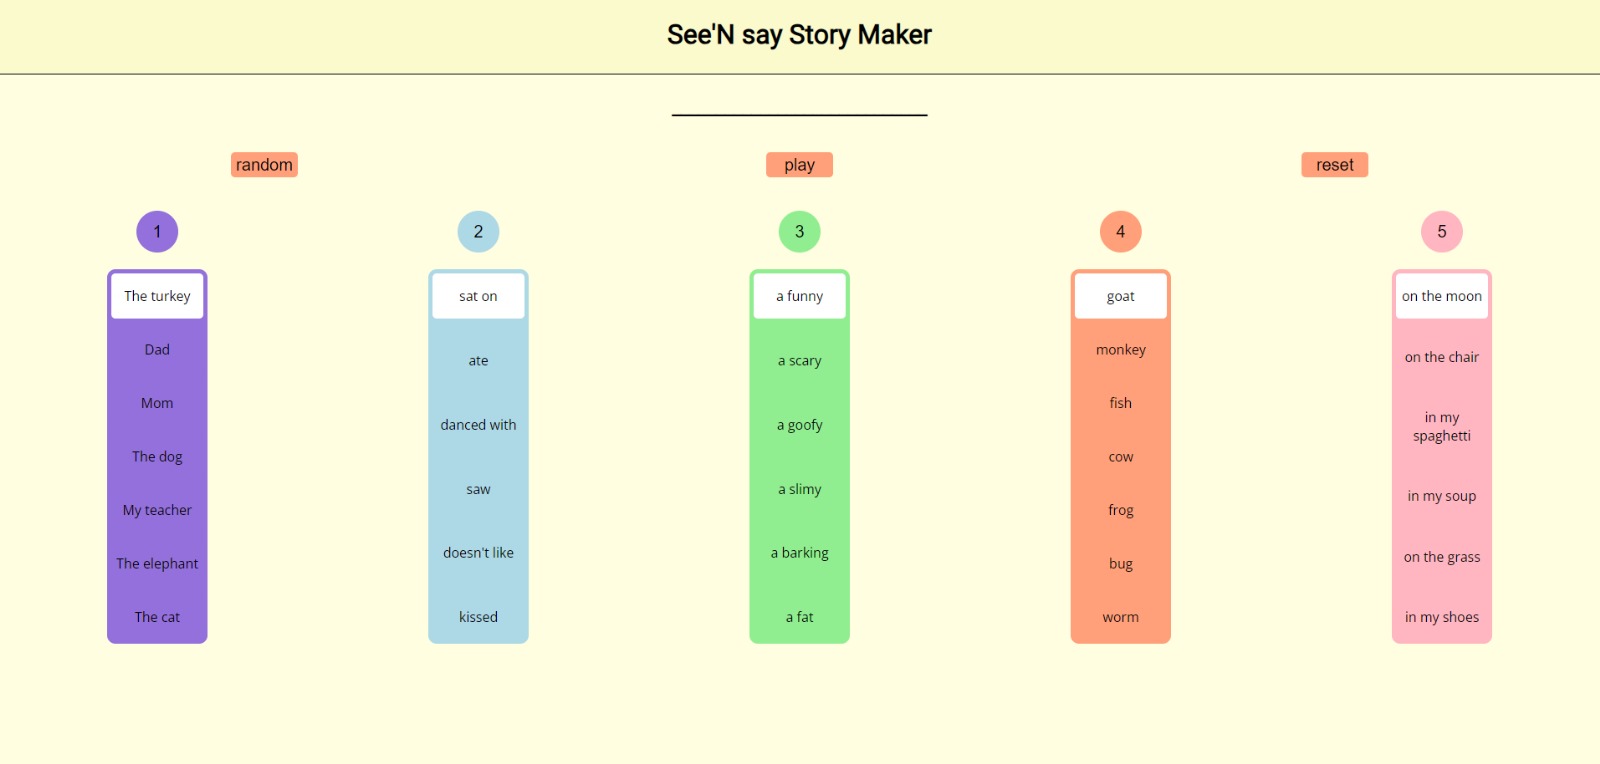 See'N say Story Maker
random
play
reset
1
2
3
4
5
The turkey
Dad
Mom
The dog
My teacher
The elephant
The cat
sat on
ate
danced with
saw
doesn't like
kissed
a funny
a scary
a goofy
a slimy
a barking
a fat
goat
monkey
fish
cow
frog
bug
worm
on the moon
on the chair
in my
spaghetti
in my soup
on the grass
in my shoes